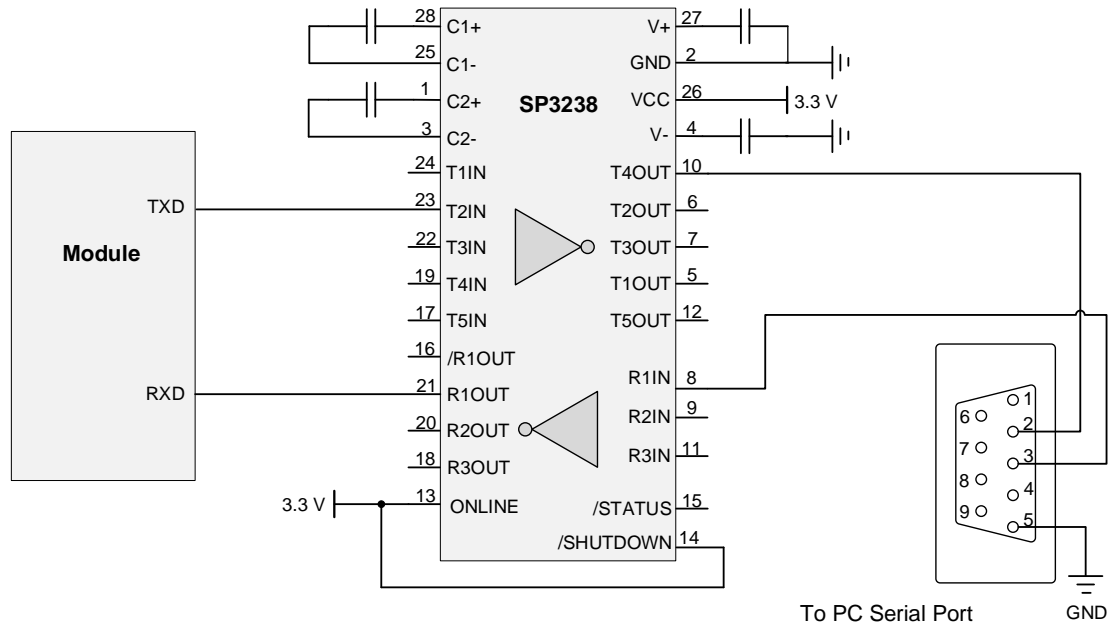 28 C1+ V+ 27
25 C1- GND 2
1 C2+ SP3238 VCC 26 3.3 V
3 C2- V- 4
24 T1IN T4OUT 10
TXD 23 T2IN T2OUT 6
Module 22 T3IN T3OUT 7
19 T4IN T1OUT 5
17 T5IN T5OUT 12
16 /R1OUT
R1IN 8
RXD 21 R1OUT
R2IN 9
20 R2OUT
R3IN 11
18 R3OUT
3.3 V 13 ONLINE
/STATUS 15
/SHUTDOWN 14
1
6
2
7
3
8
4
9
5
To PC Serial Port GND